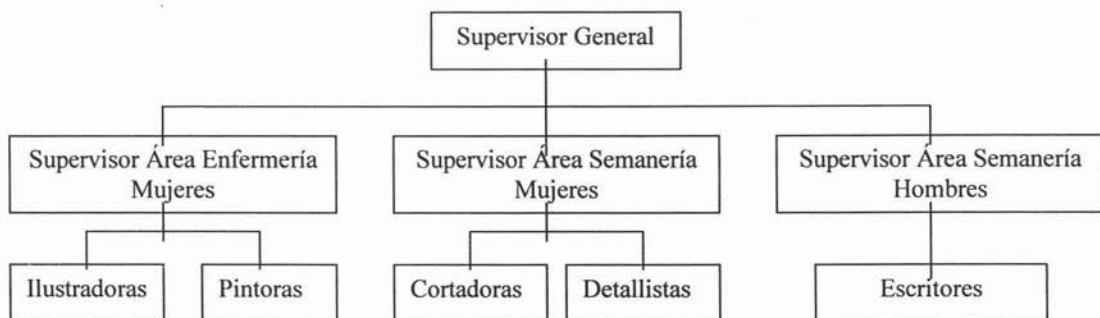 Supervisor General
Supervisor Área Enfermería
Mujeres
Supervisor Área Semanería
Mujeres
Supervisor Área Semanería
Hombres
Ilustradoras
Pintoras
Cortadoras
Detallistas
Escritores